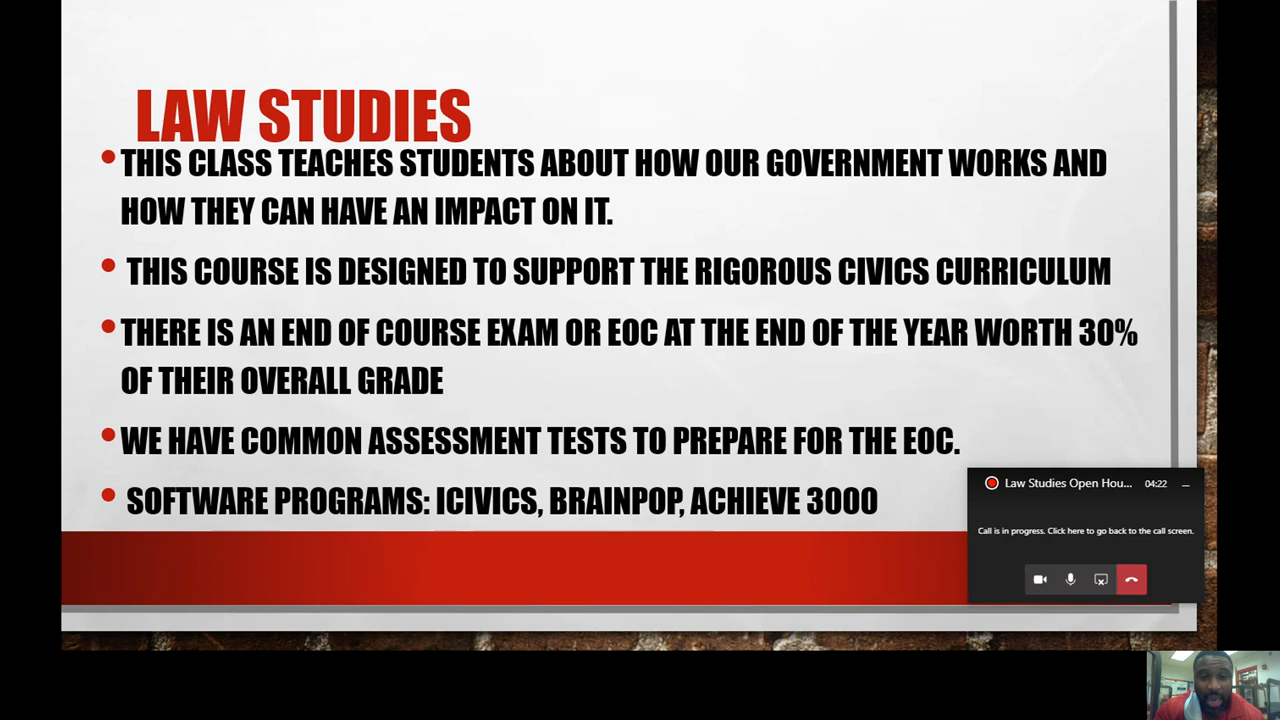 LAW STUDIES
• THIS CLASS TEACHES STUDENTS ABOUT HOW OUR GOVERNMENT WORKS AND
HOW THEY CAN HAVE AN IMPACT ON IT.
• THIS COURSE IS DESIGNED TO SUPPORT THE RIGOROUS CIVICS CURRICULUM
• THERE IS AN END OF COURSE EXAM OR EOC AT THE END OF THE YEAR WORTH 30%
OF THEIR OVERALL GRADE
• WE HAVE COMMON ASSESSMENT TESTS TO PREPARE FOR THE EOC.
• SOFTWARE PROGRAMS: ICIVICS, BRAINPOP, ACHIEVE 3000
Law Studies Open Hou... 04:22
Call is in progress. Click here to go back to the call screen.